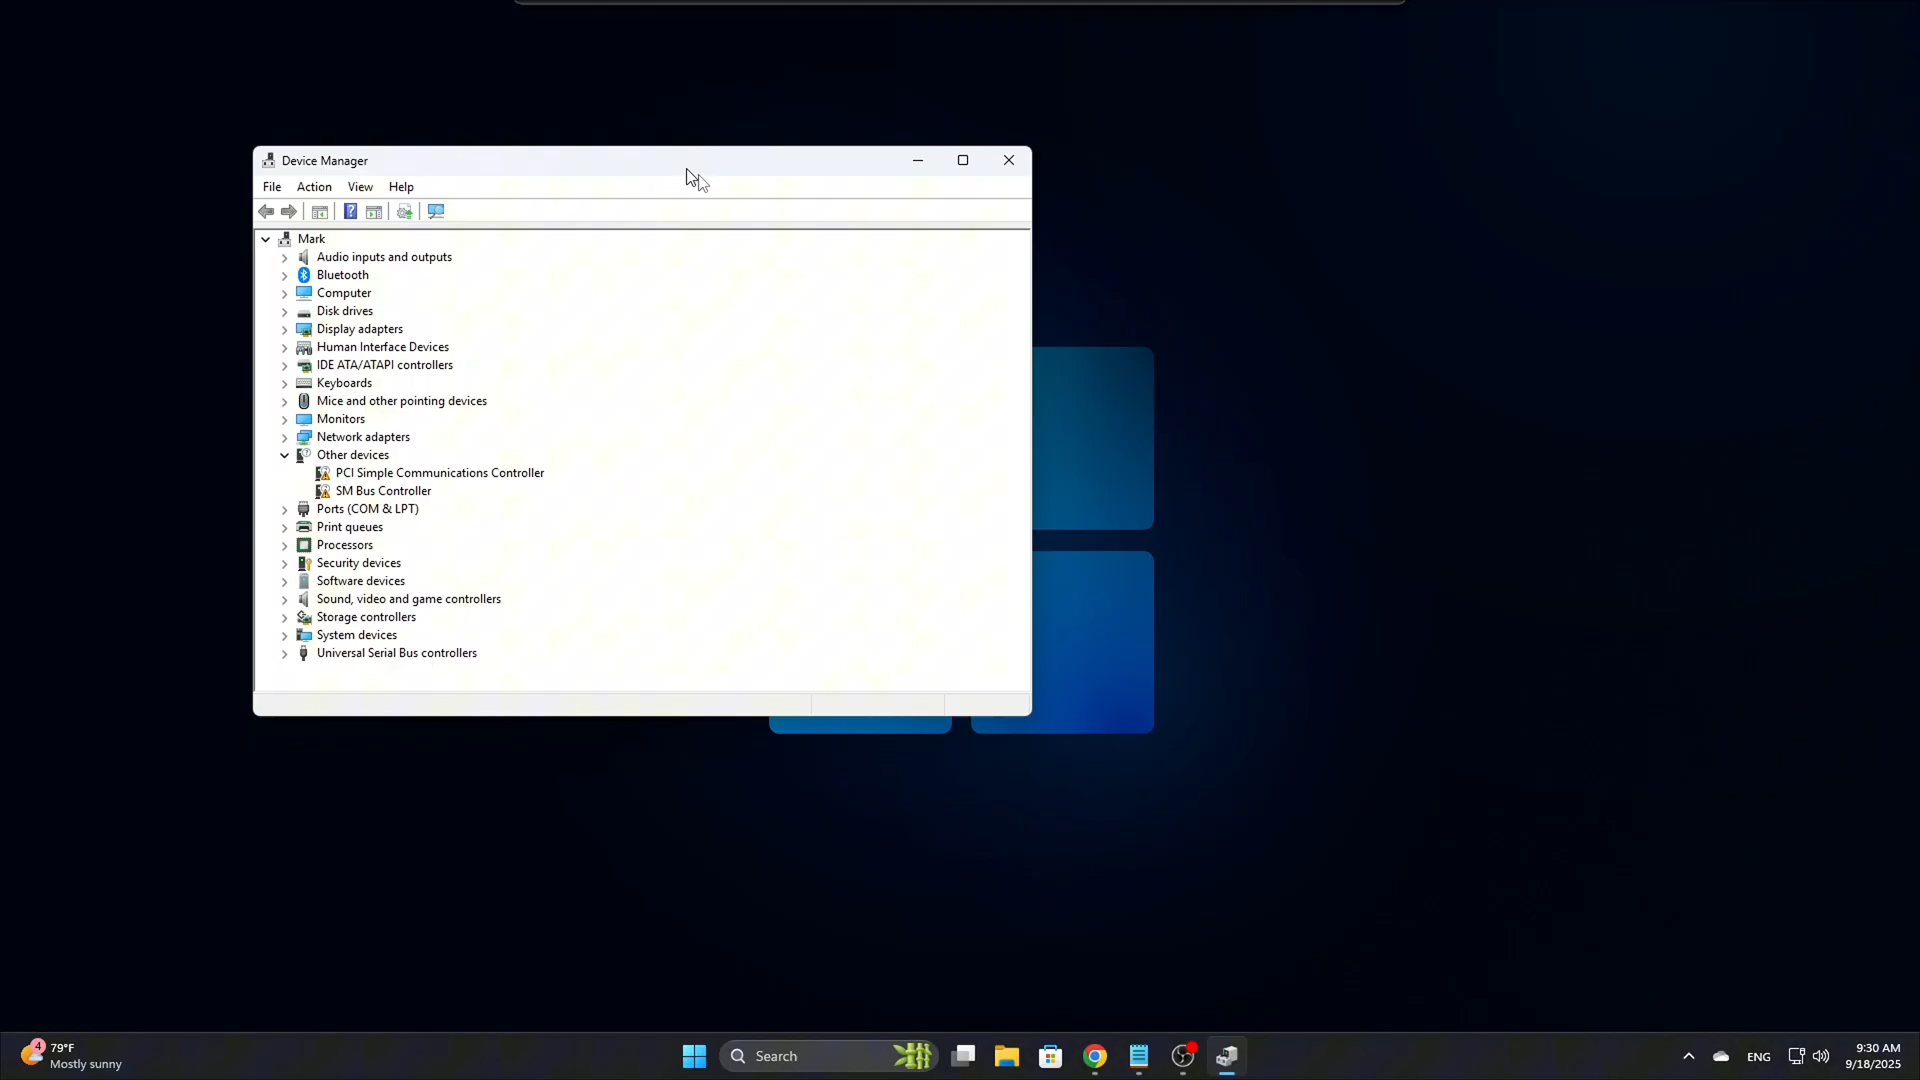 Device Manager
File Action View Help
Mark
Audio inputs and outputs
Bluetooth
Computer
Disk drives
Display adapters
Human Interface Devices
IDE ATA/ATAPI controllers
Keyboards
Mice and other pointing devices
Monitors
Network adapters
Other devices
PCI Simple Communications Controller
SM Bus Controller
Ports (COM & LPT)
Print queues
Processors
Security devices
Software devices
Sound, video and game controllers
Storage controllers
System devices
Universal Serial Bus controllers
4
79°F
Mostly sunny
Search
ENG
9:30 AM
9/18/2025